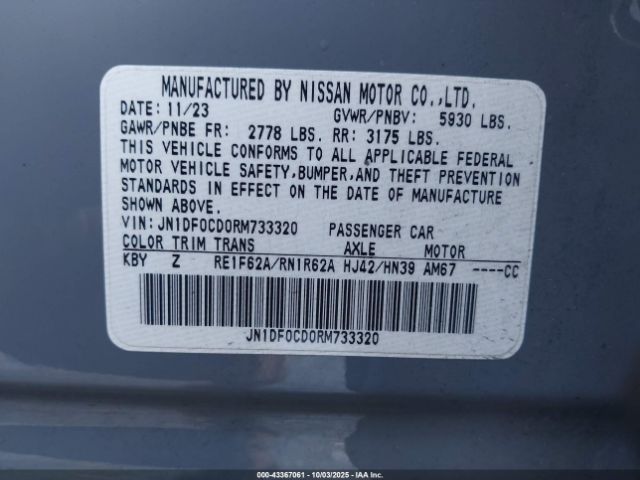 MANUFACTURED BY NISSAN MOTOR CO.,LTD.
DATE: 11/23 GVWR/PNBV: 5930 LBS.
GAWR/PNBE FR: 2778 LBS. RR: 3175 LBS.
THIS VEHICLE CONFORMS TO ALL APPLICABLE FEDERAL
MOTOR VEHICLE SAFETY,BUMPER,AND THEFT PREVENTION
STANDARDS IN EFFECT ON THE DATE OF MANUFACTURE
SHOWN ABOVE.
VIN: JN1DF0CD0RM733320 PASSENGER CAR
COLOR TRIM TRANS AXLE MOTOR
KBY Z RE1F62A/RN1R62A HJ42/HN39 AM67 ----CC
JN1DF0CD0RM733320
000-43367061 | 10/03/2025 | IAAI.COM